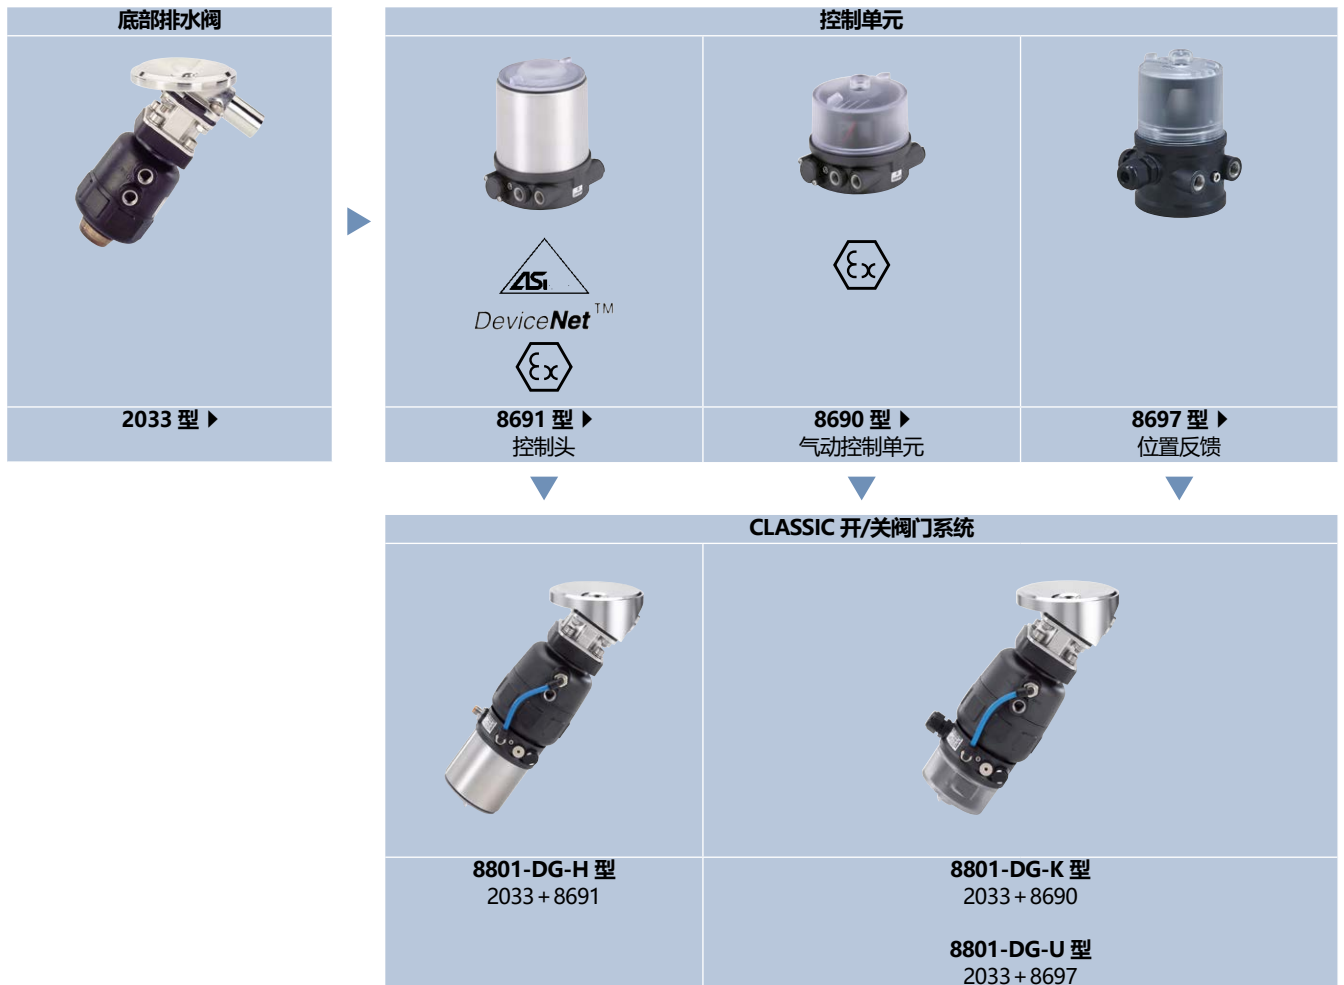 底部排水阀
控制单元
ASi
DeviceNet™
Ex
Ex
2033 型
8691 型
控制头
8690 型
气动控制单元
8697 型
位置反馈
CLASSIC 开/关阀门系统
8801-DG-H 型
2033 + 8691
8801-DG-K 型
2033 + 8690
8801-DG-U 型
2033 + 8697